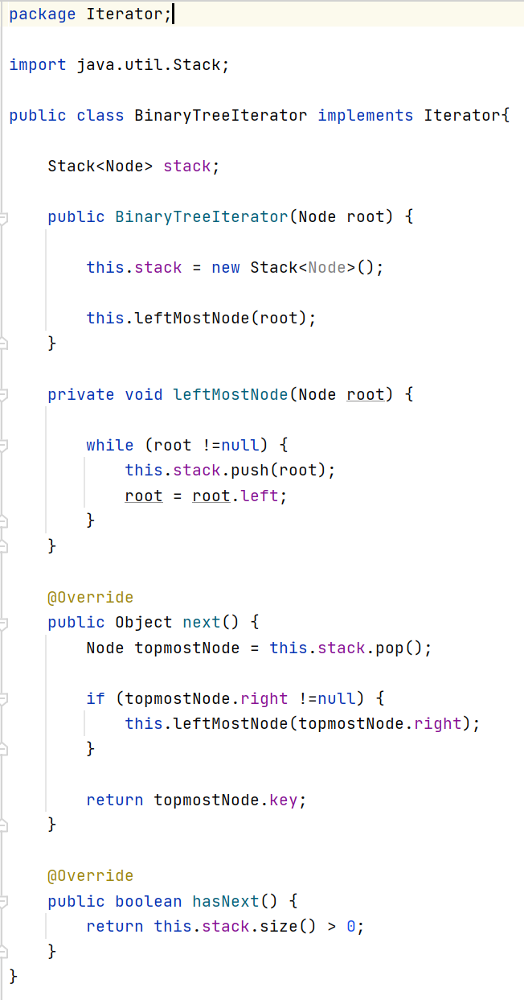 package Iterator;
import java.util.Stack;
public class BinaryTreeIterator implements Iterator{
    Stack<Node> stack;
    public BinaryTreeIterator(Node root) {
        this.stack = new Stack<Node>();
        this.leftMostNode(root);
    }
    private void leftMostNode(Node root) {
        while (root !=null) {
            this.stack.push(root);
            root = root.left;
        }
    }
    @Override
    public Object next() {
        Node topmostNode = this.stack.pop();
        if (topmostNode.right !=null) {
            this.leftMostNode(topmostNode.right);
        }
        return topmostNode.key;
    }
    @Override
    public boolean hasNext() {
        return this.stack.size() > 0;
    }
}